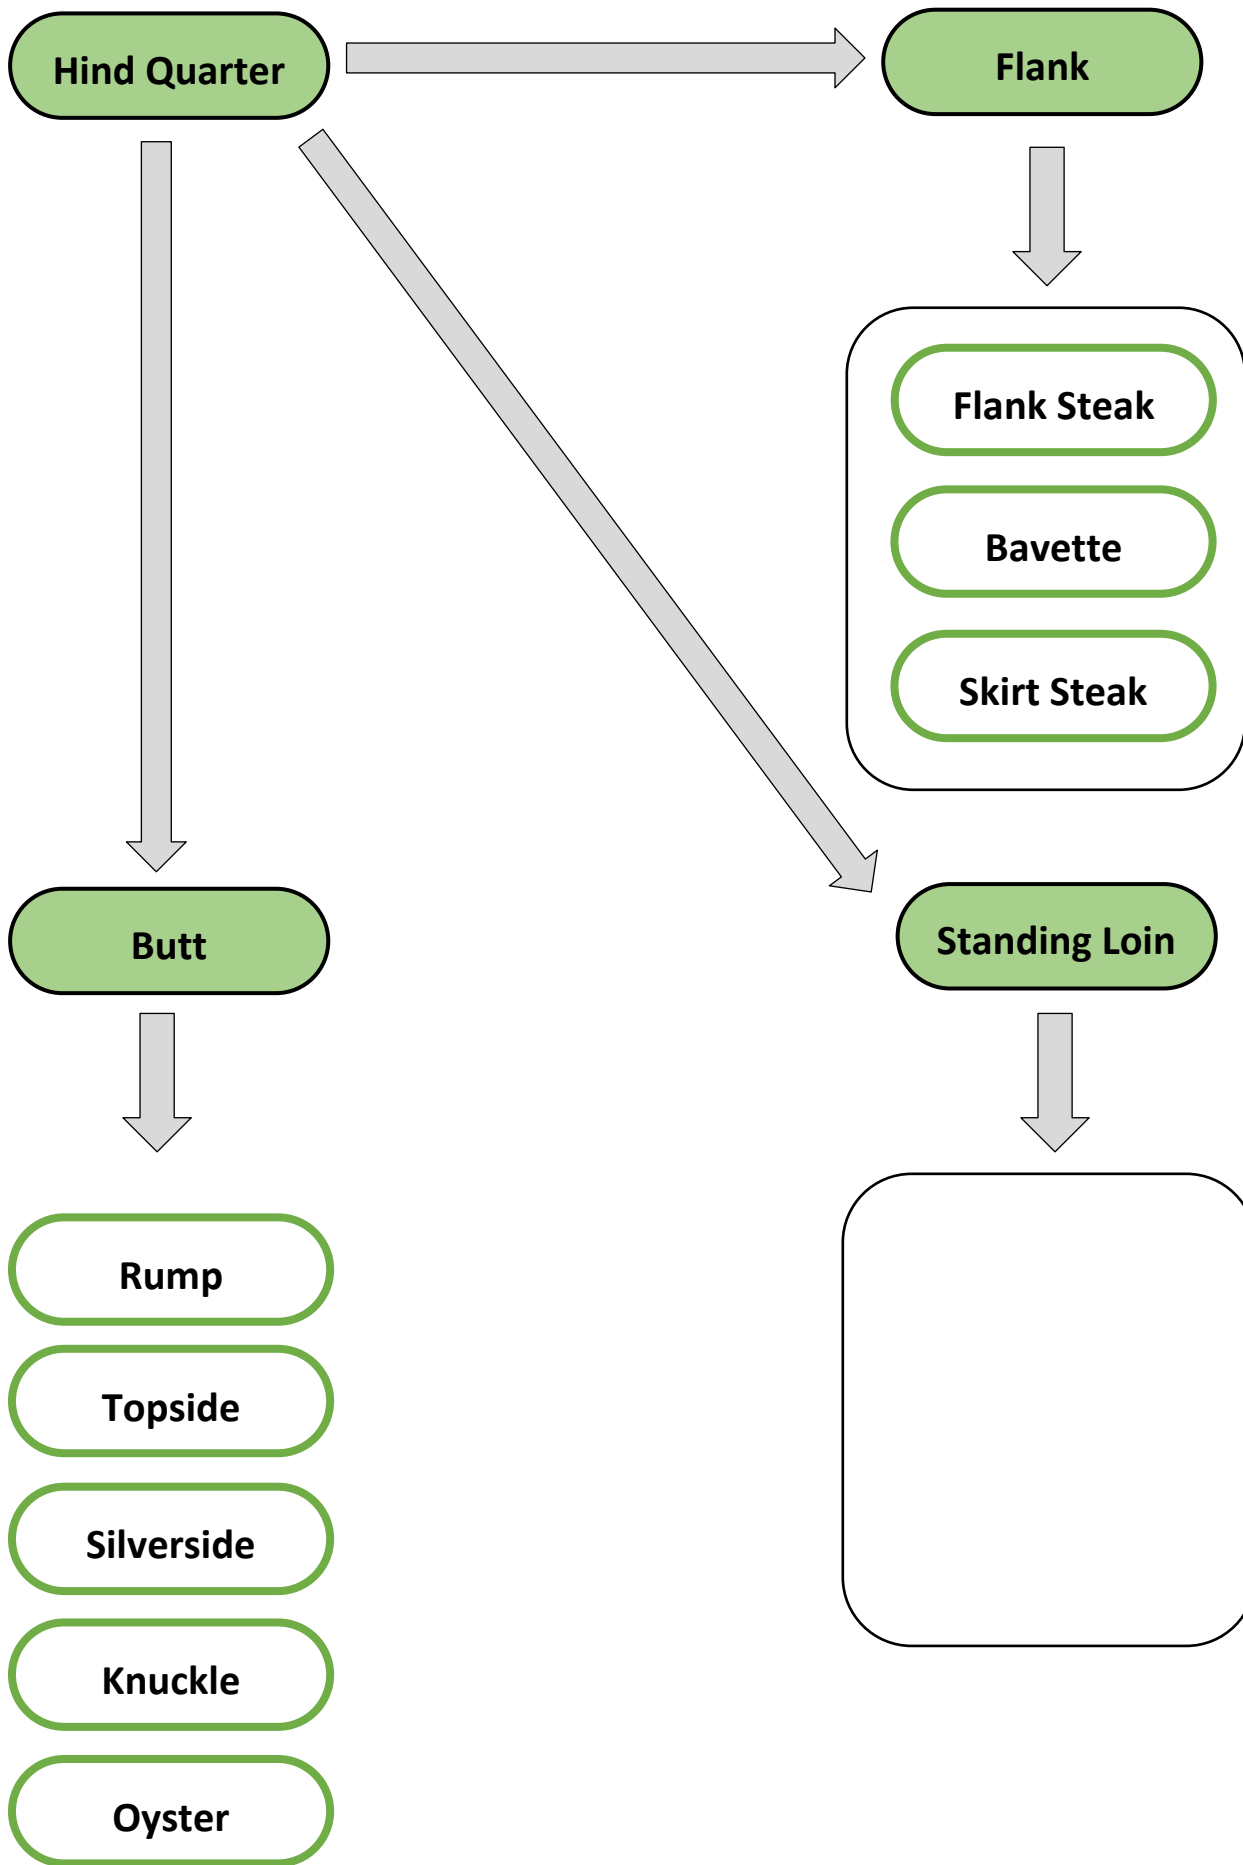 Hind Quarter
Flank
Flank Steak
Bavette
Skirt Steak
Butt
Standing Loin
Rump
Topside
Silverside
Knuckle
Oyster